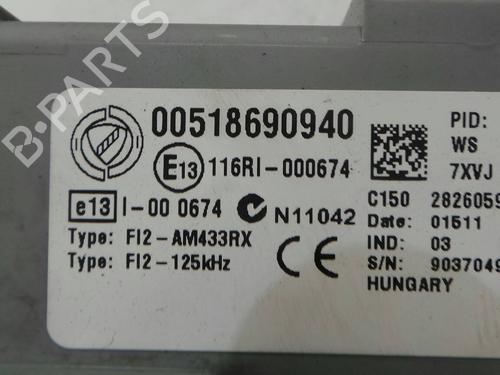 B-PARTS
00518690940
PID:
WS
7XVJ
E13 116RI-000674
e13 I-00 0674 N11042
C150 2826059
Type: FI2-AM433RX
Date: 01511
Type: FI2-125kHz
IND: 03
S/N: 9037049
HUNGARY